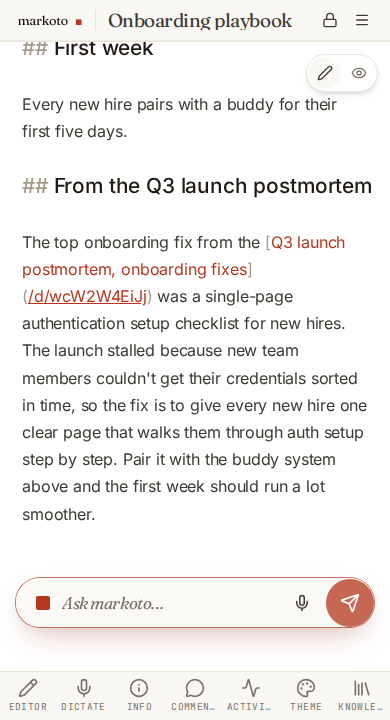 markoto
Onboarding playbook
## First week
Every new hire pairs with a buddy for their
first five days.
## From the Q3 launch postmortem
The top onboarding fix from the [Q3 launch
postmortem, onboarding fixes]
(/d/wcW2W4EiJj) was a single-page
authentication setup checklist for new hires.
The launch stalled because new team
members couldn't get their credentials sorted
in time, so the fix is to give every new hire one
clear page that walks them through auth setup
step by step. Pair it with the buddy system
above and the first week should run a lot
smoother.
Ask markoto...
EDITOR DICTATE INFO COMMEN… ACTIVI… THEME KNOWLE…